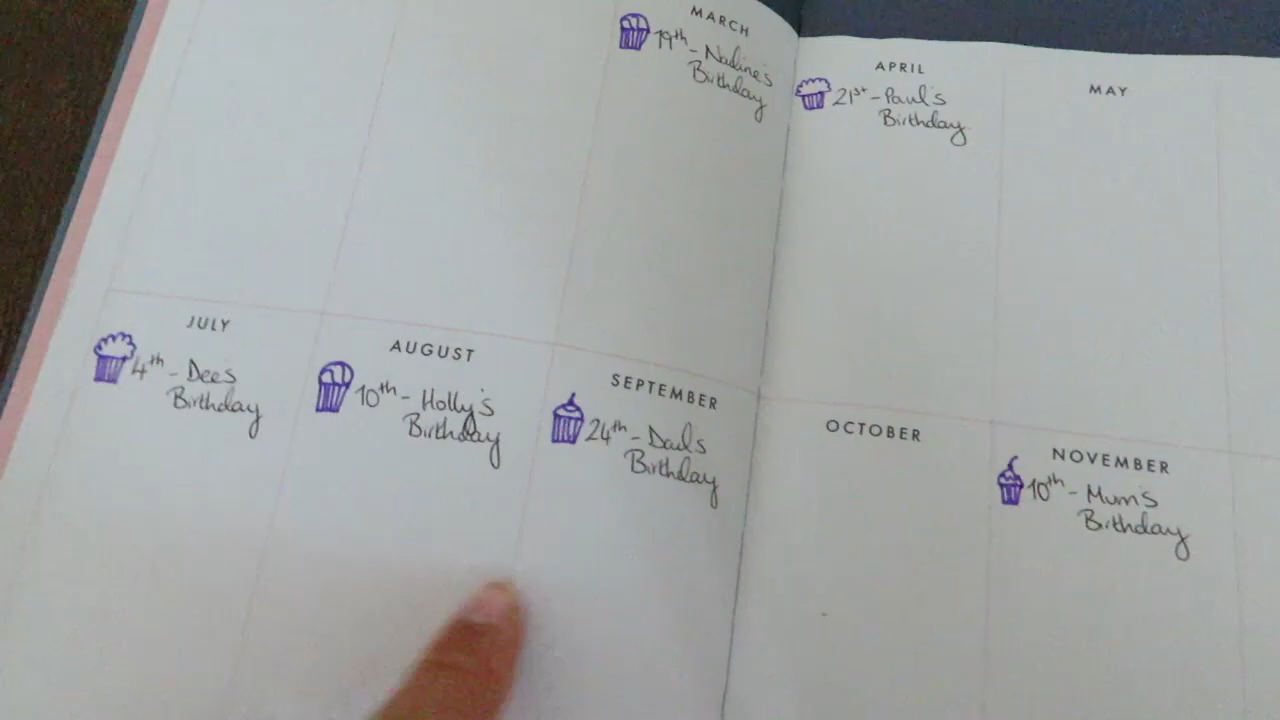 MARCH
19th - Nadine's
Birthday
APRIL
21st - Paul's
Birthday
MAY
JULY
4th - Dee's
Birthday
AUGUST
10th - Holly's
Birthday
SEPTEMBER
24th - Dad's
Birthday
OCTOBER
NOVEMBER
10th - Mum's
Birthday